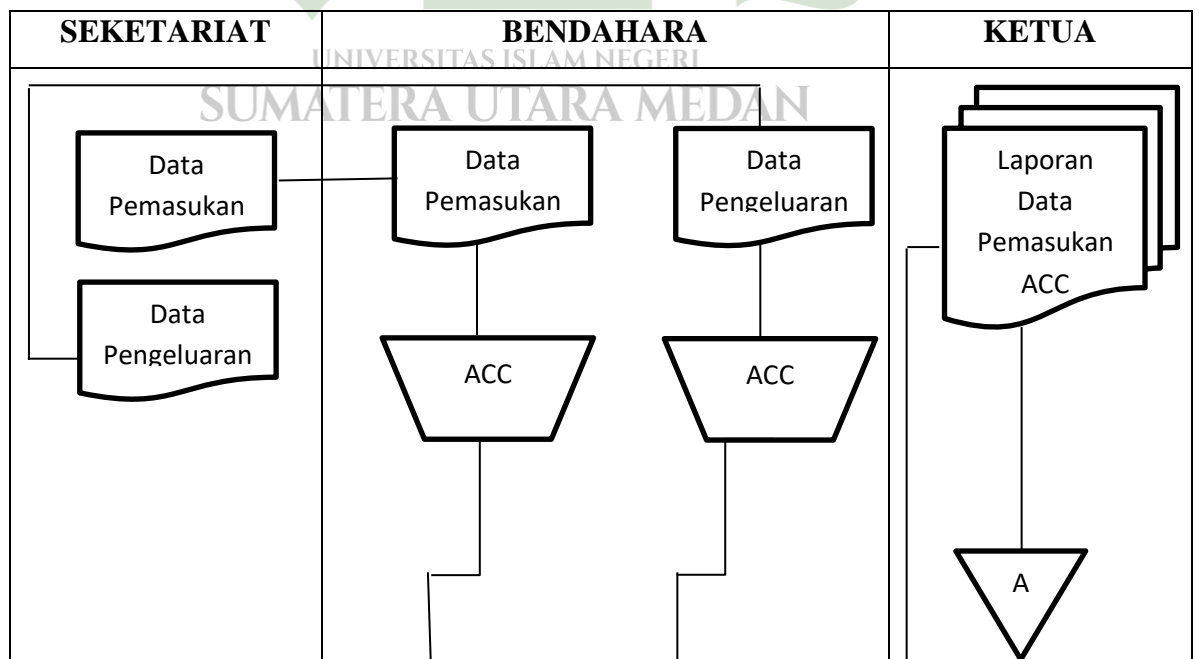 SEKETARIAT
BENDAHARA
KETUA
UNIVERSITAS ISLAM NEGERI
SUMATERA UTARA MEDAN
Data
Pemasukan
Data
Pengeluaran
Data
Pemasukan
ACC
Data
Pengeluaran
ACC
Laporan
Data
Pemasukan
ACC
A